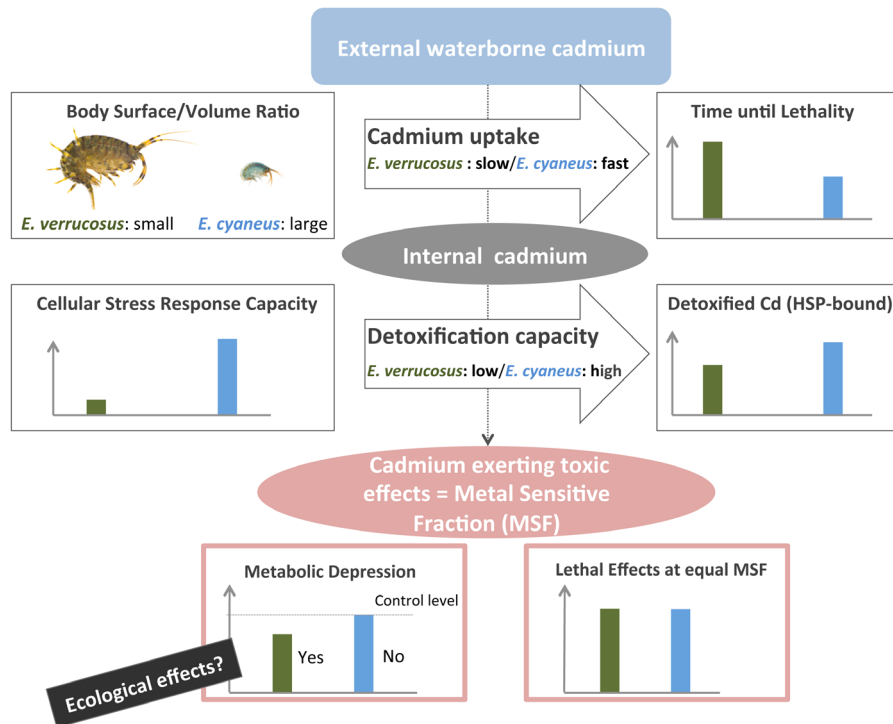 External waterborne cadmium
Body Surface/Volume Ratio
E. verrucosus: small
E. cyaneus: large
Cadmium uptake
E. verrucosus : slow/E. cyaneus: fast
Time until Lethality
Internal cadmium
Cellular Stress Response Capacity
Detoxification capacity
E. verrucosus: low/E. cyaneus: high
Detoxified Cd (HSP-bound)
Cadmium exerting toxic
effects = Metal Sensitive
Fraction (MSF)
Metabolic Depression
Control level
Yes
No
Lethal Effects at equal MSF
Ecological effects?